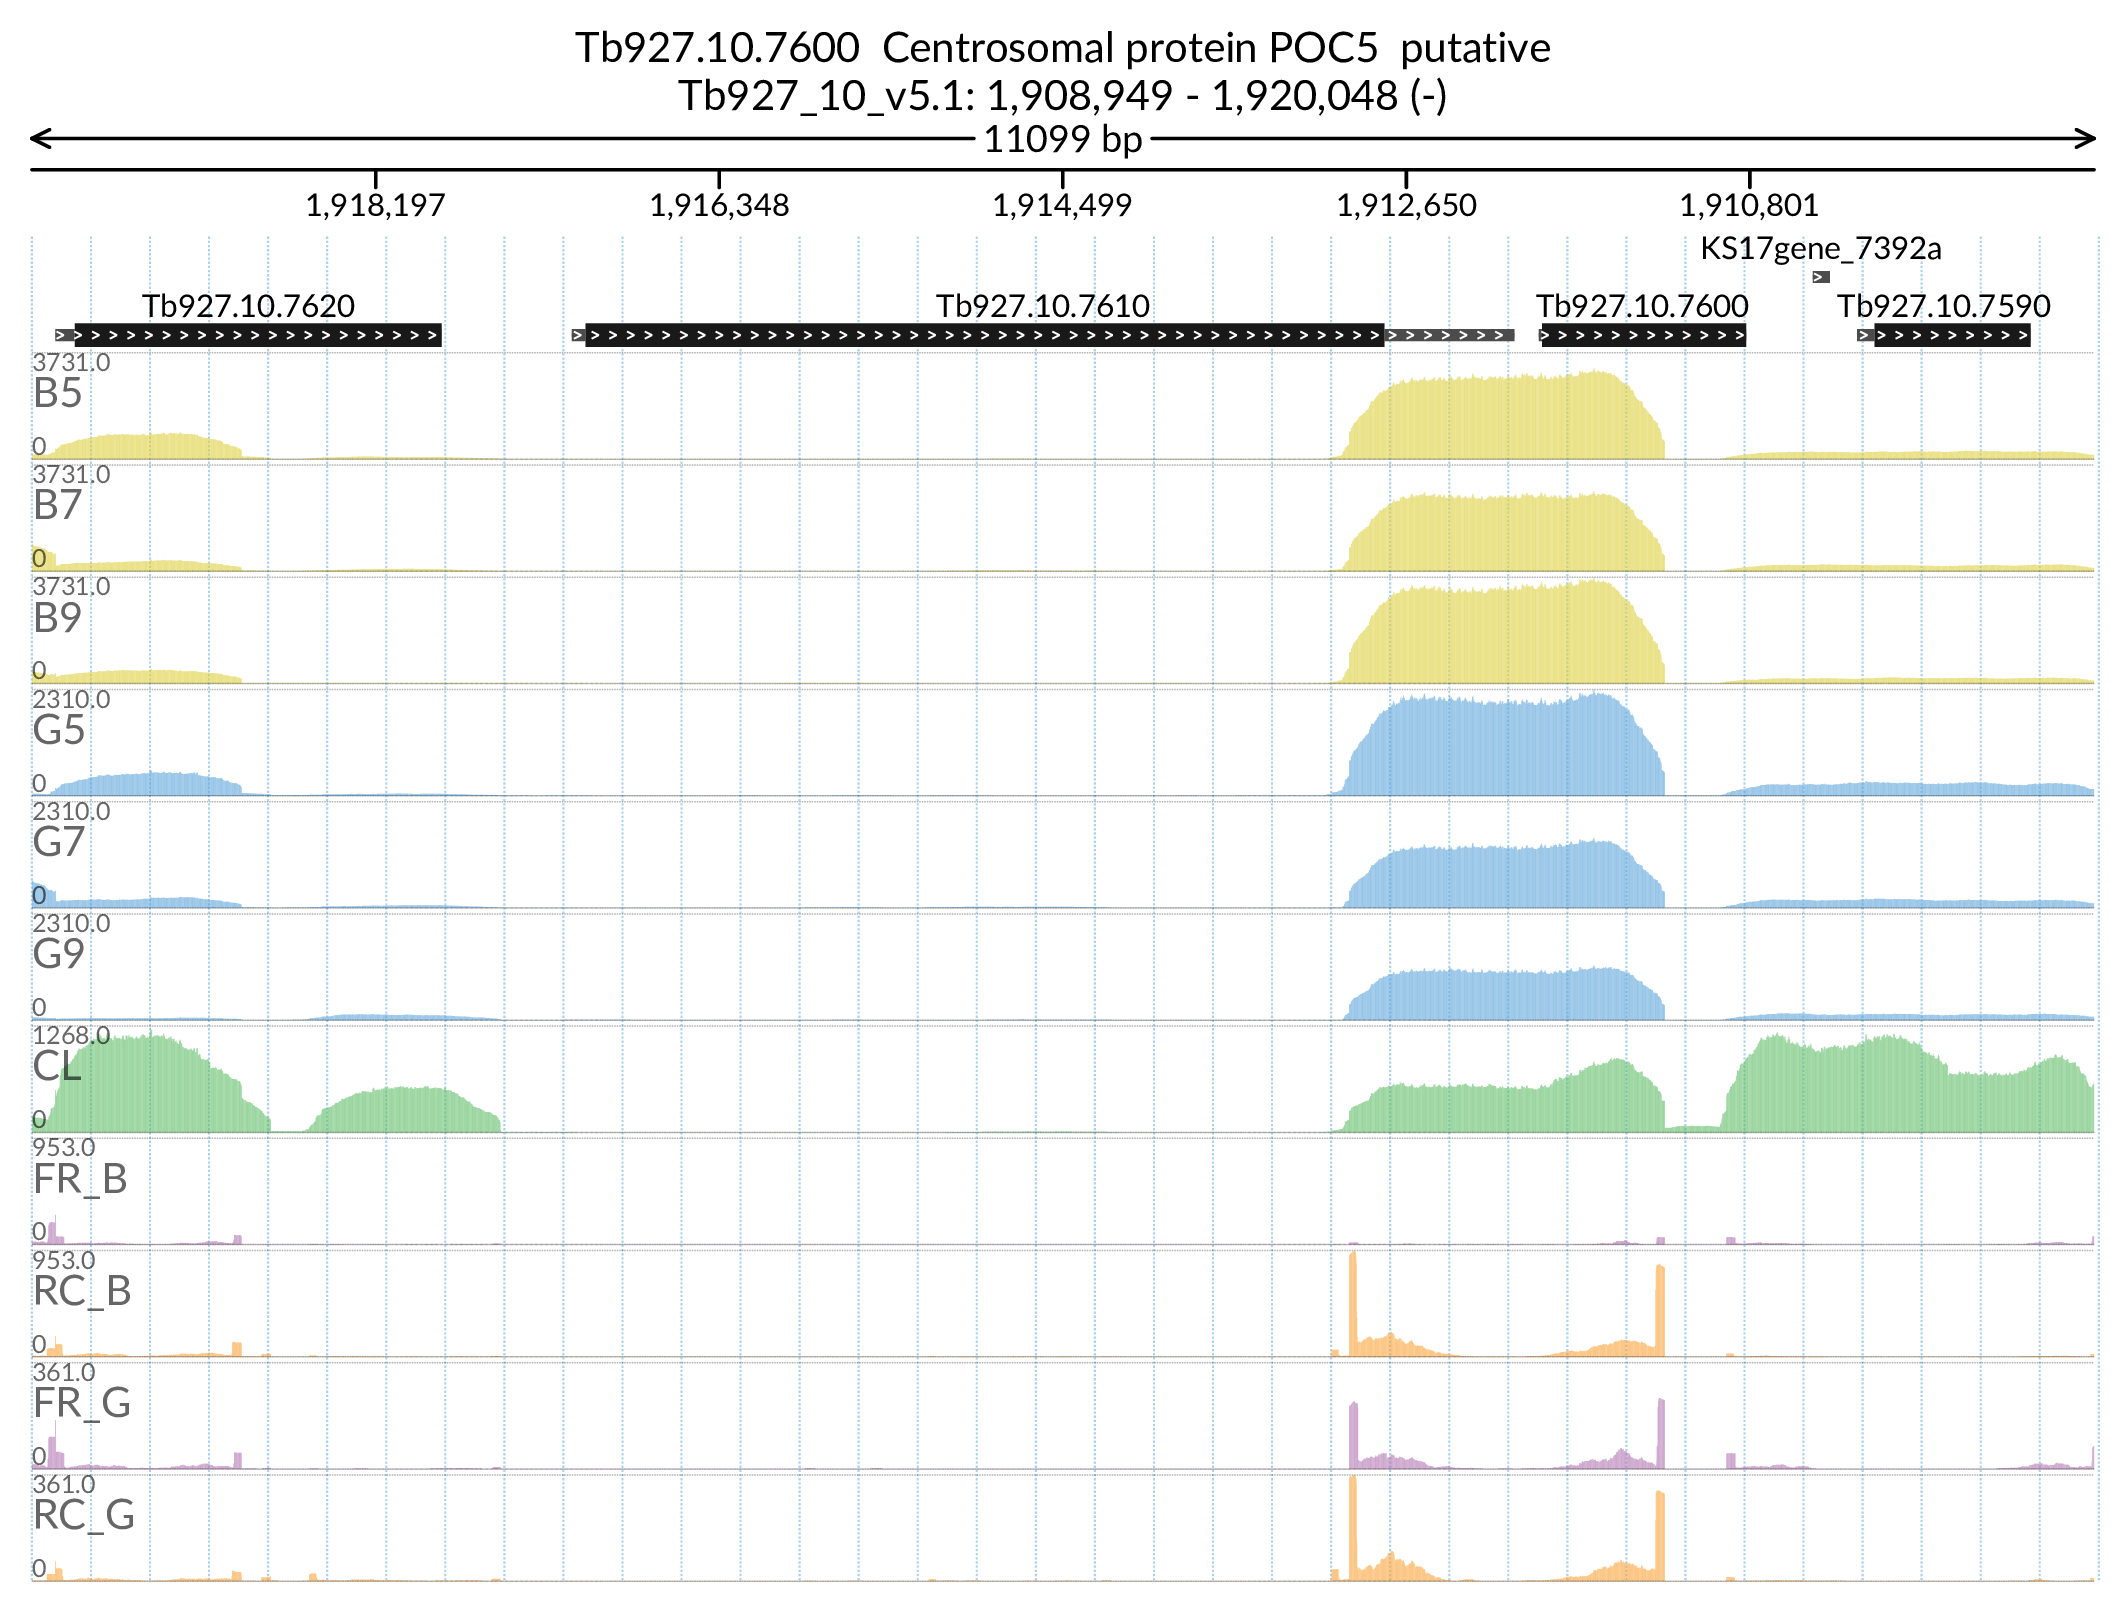 Tb927.10.7600  Centrosomal protein POC5  putative
Tb927_10_v5.1: 1,908,949 - 1,920,048 (-)
11099 bp
1,918,197 1,916,348 1,914,499 1,912,650 1,910,801
KS17gene_7392a
Tb927.10.7620 Tb927.10.7610 Tb927.10.7600 Tb927.10.7590
3731.0
B5
0
3731.0
B7
0
3731.0
B9
0
2310.0
G5
0
2310.0
G7
0
2310.0
G9
0
1268.0
CL
0
953.0
FR_B
0
953.0
RC_B
0
361.0
FR_G
0
361.0
RC_G
0